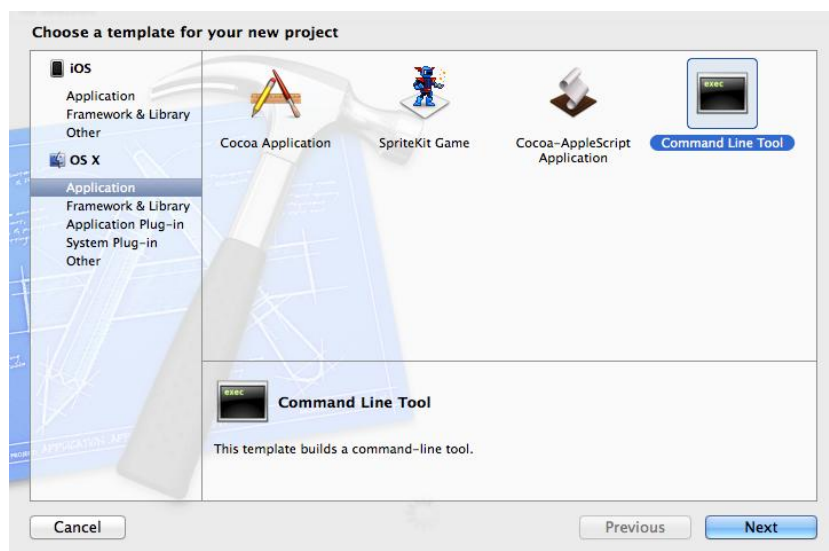 Choose a template for your new project
iOS
Application
Framework & Library
Other
OS X
Application
Framework & Library
Application Plug-in
System Plug-in
Other
Cocoa Application
SpriteKit Game
Cocoa-AppleScript
Application
exec
Command Line Tool
exec
Command Line Tool
This template builds a command-line tool.
Cancel
Previous
Next